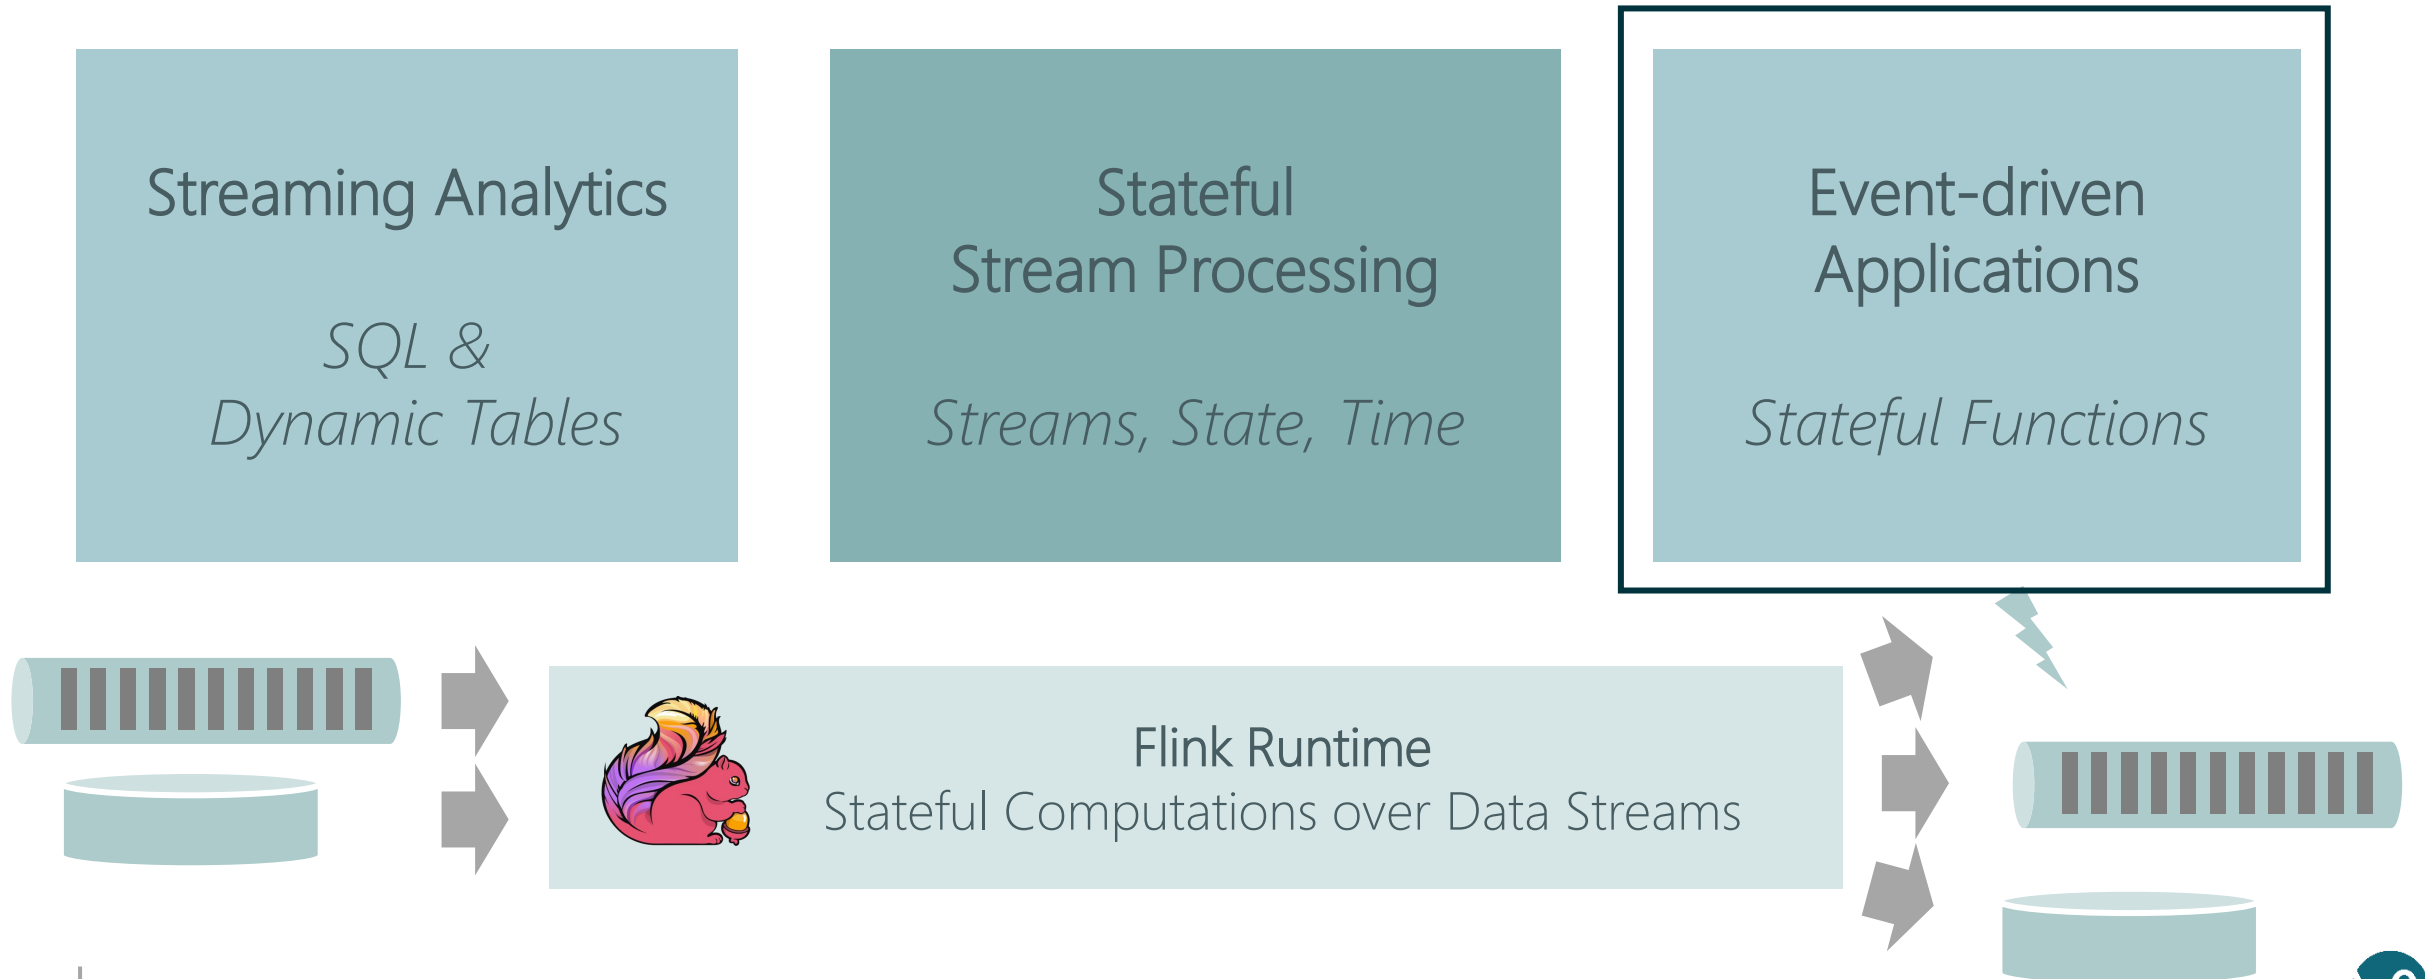 Streaming Analytics
SQL &
Dynamic Tables
Stateful
Stream Processing
Streams, State, Time
Event-driven
Applications
Stateful Functions
Flink Runtime
Stateful Computations over Data Streams